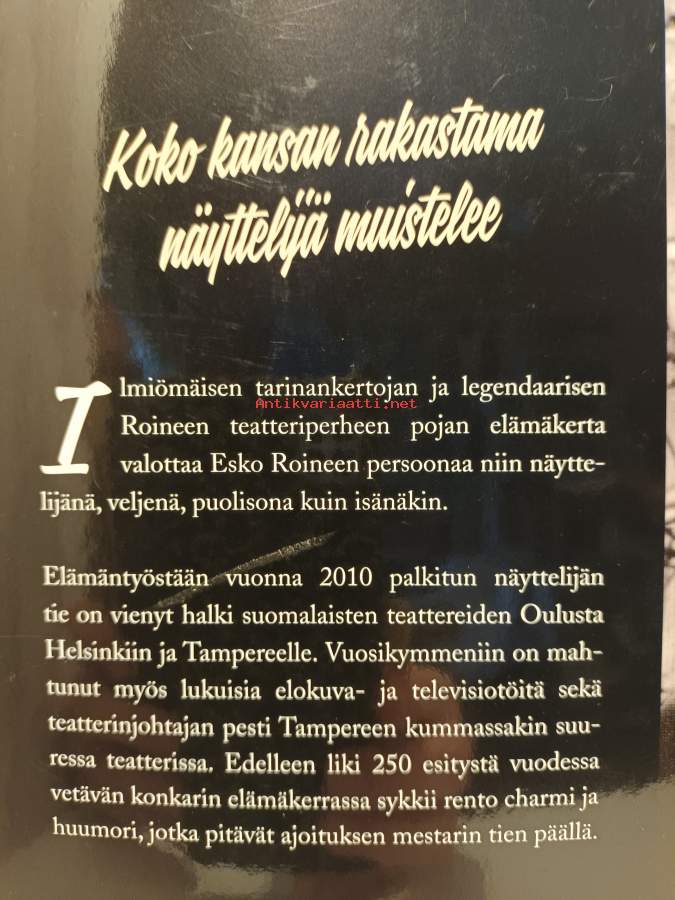 Koko kansan rakastama
näyttelijä muistelee
Ilmiömäisen tarinankertojan ja legendaarisen
Antikvariaatti.net
Roineen teatteriperheen pojan elämäkerta
valottaa Esko Roineen persoonaa niin näytte-
lijänä, veljenä, puolisona kuin isänäkin.
Elämäntyöstään vuonna 2010 palkitun näyttelijän
tie on vienyt halki suomalaisten teattereiden Oulusta
Helsinkiin ja Tampereelle. Vuosikymmeniin on mah-
tunut myös lukuisia elokuva- ja televisiotöitä sekä
teatterinjohtajan pesti Tampereen kummassakin suu-
ressa teatterissa. Edelleen liki 250 esitystä vuodessa
vetävän konkarin elämäkerrassa sykkii rento charmi ja
huumori, jotka pitävät ajoituksen mestarin tien päällä.